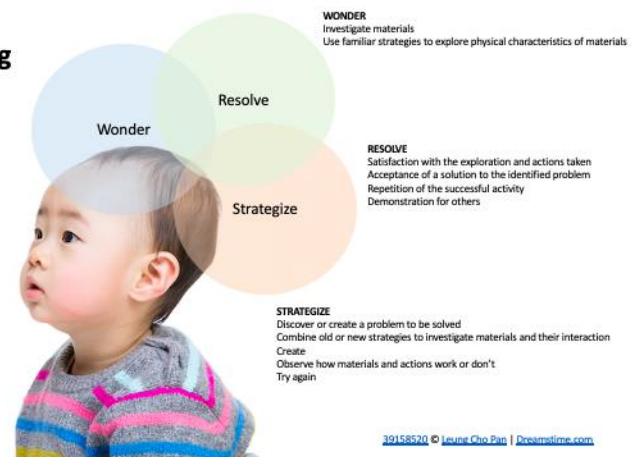 g
WONDER
Investigate materials
Use familiar strategies to explore physical characteristics of materials
Resolve
Wonder
RESOLVE
Satisfaction with the exploration and actions taken
Acceptance of a solution to the identified problem
Repetition of the successful activity
Demonstration for others
Strategize
STRATEGIZE
Discover or create a problem to be solved
Combine old or new strategies to investigate materials and their interaction
Create
Observe how materials and actions work or don't
Try again
39158520 © Leung Cho Pan | Dreamstime.com